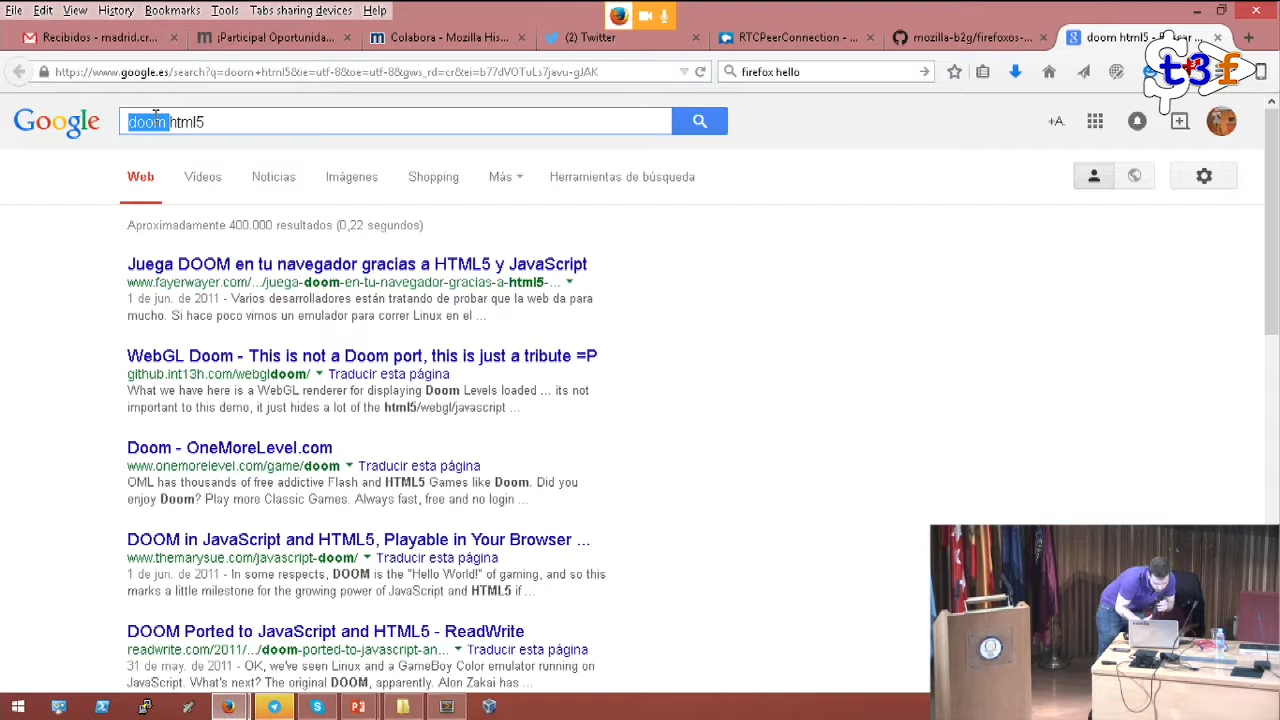 File Edit View History Bookmarks Tools Tabs sharing_devices Help
Recibidos - madrid.cr... × ¡Participa! Oportunida... × Colabora - Mozilla His... × (2) Twitter × RTCPeerConnection - ... × mozilla-b2g/firefoxos-... ×
https://www.google.es/search?q=doom+html5&ie=utf-8&oe=utf-8&gws_rd=cr&ei=b77dVOTuLs7javu-gJAK
firefox hello
t3f
Google
doom html5
+A.
Web Vídeos Noticias Imágenes Shopping Más Herramientas de búsqueda
Aproximadamente 400.000 resultados (0,22 segundos)
Juega DOOM en tu navegador gracias a HTML5 y JavaScript
www.fayerwayer.com/.../juega-doom-en-tu-navegador-gracias-a-html5-...
1 de jun. de 2011 - Varios desarrolladores están tratando de probar que la web da para
mucho. Si hace poco vimos un emulador para correr Linux en el ...
WebGL Doom - This is not a Doom port, this is just a tribute =P
github.int13h.com/webgldoom/ Traducir esta página
What we have here is a WebGL renderer for displaying Doom Levels loaded ... its not
important to this demo, it just hides a lot of the html5/webgl/javascript ...
Doom - OneMoreLevel.com
www.onemorelevel.com/game/doom Traducir esta página
OML has thousands of free addictive Flash and HTML5 Games like Doom. Did you
enjoy Doom? Play more Classic Games. Always fast, free and no login ...
DOOM in JavaScript and HTML5, Playable in Your Browser ...
www.themarysue.com/javascript-doom/ Traducir esta página
1 de jun. de 2011 - In some respects, DOOM is the "Hello World!" of gaming, and so this
marks a little milestone for the growing power of JavaScript and HTML5 if ...
DOOM Ported to JavaScript and HTML5 - ReadWrite
readwrite.com/2011/.../doom-ported-to-javascript-an... Traducir esta página
31 de may. de 2011 - OK, we've seen Linux and a GameBoy Color emulator running on
JavaScript. What's next? The original DOOM, apparently. Alon Zakai has ...